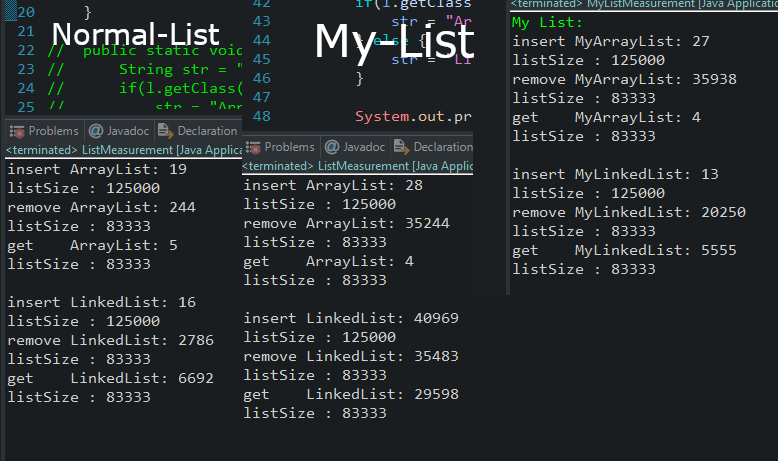 20 }
21
22 // public static void
23 // String str = "
24 // if(l.getClass(
25 // str = "Arr
Normal-List
Problems @ Javadoc Declaration
<terminated> ListMeasurement [Java Applic
insert ArrayList: 19
listSize : 125000
remove ArrayList: 244
listSize : 83333
get    ArrayList: 5
listSize : 83333
insert LinkedList: 16
listSize : 125000
remove LinkedList: 2786
listSize : 83333
get    LinkedList: 6692
listSize : 83333
42 if(l.getClass
43 str = "Ar
44 } else {
45 str = "Li
46 }
47
48 System.out.pr
My-List
Problems @ Javadoc Declaration
<terminated> ListMeasurement [Java Applic
insert ArrayList: 28
listSize : 125000
remove ArrayList: 35244
listSize : 83333
get    ArrayList: 4
listSize : 83333
insert LinkedList: 40969
listSize : 125000
remove LinkedList: 35483
listSize : 83333
get    LinkedList: 29598
listSize : 83333
<terminated> MyListMeasurement [Java Application
My List:
insert MyArrayList: 27
listSize : 125000
remove MyArrayList: 35938
listSize : 83333
get    MyArrayList: 4
listSize : 83333
insert MyLinkedList: 13
listSize : 125000
remove MyLinkedList: 20250
listSize : 83333
get    MyLinkedList: 5555
listSize : 83333